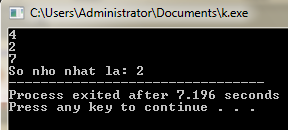 C:\Users\Administrator\Documents\k.exe
4
2
7
So nho nhat la: 2
--------------------------------
Process exited after 7.196 seconds
Press any key to continue . . .